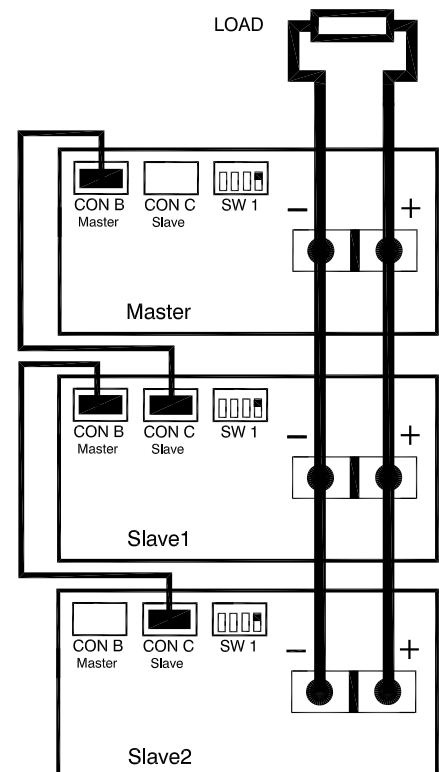 LOAD
CON B CON C SW 1 − +
Master Slave
Master
CON B CON C SW 1 − +
Master Slave
Slave1
CON B CON C SW 1 − +
Master Slave
Slave2